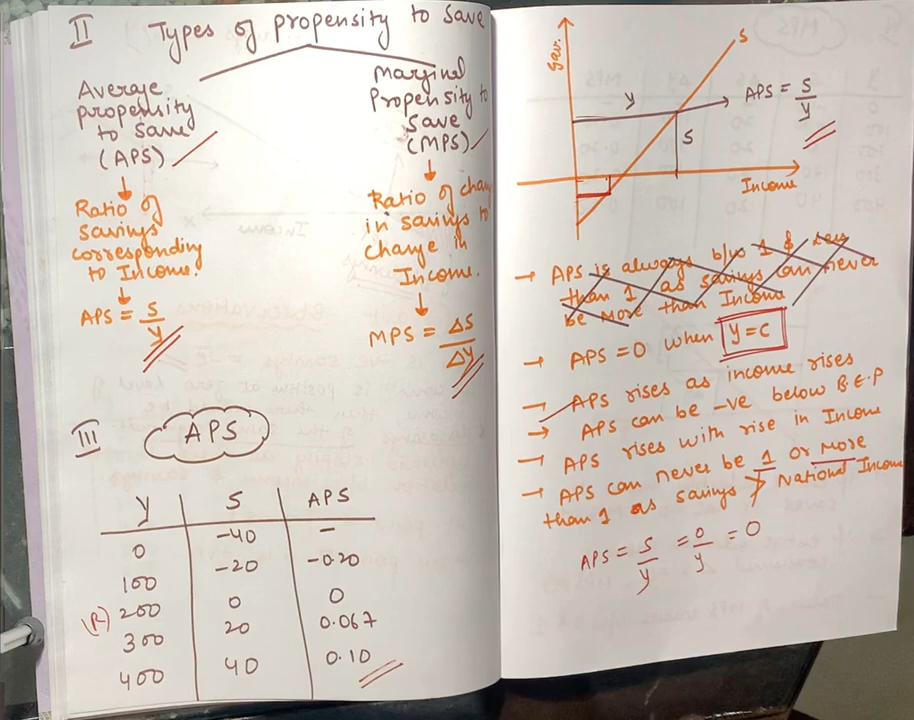 II Types of propensity to save
Average
propensity
to save
(APS)
Ratio of
savings
corresponding
to Income.
APS = S/Y
Marginal
Propensity to
Save
(MPS)
Ratio of chan
in savings to
change in
Income.
MPS = ΔS/ΔY
III APS
Y S APS
0 -40 -
100 -20 -0.20
(R) 200 0 0
300 20 0.067
400 40 0.10
Sav.
S
Y
S
APS = S/Y
Income
→ APS is always b/w 1 & less
than 1 as savings can never
be more than Income
→ APS = 0 when Y = C
→ APS rises as income rises
→ APS can be -ve below B.E.P
→ APS rises with rise in Income
→ APS can never be 1 or more
than 1 as savings ≯ National Income
APS = S/Y = 0/Y = 0